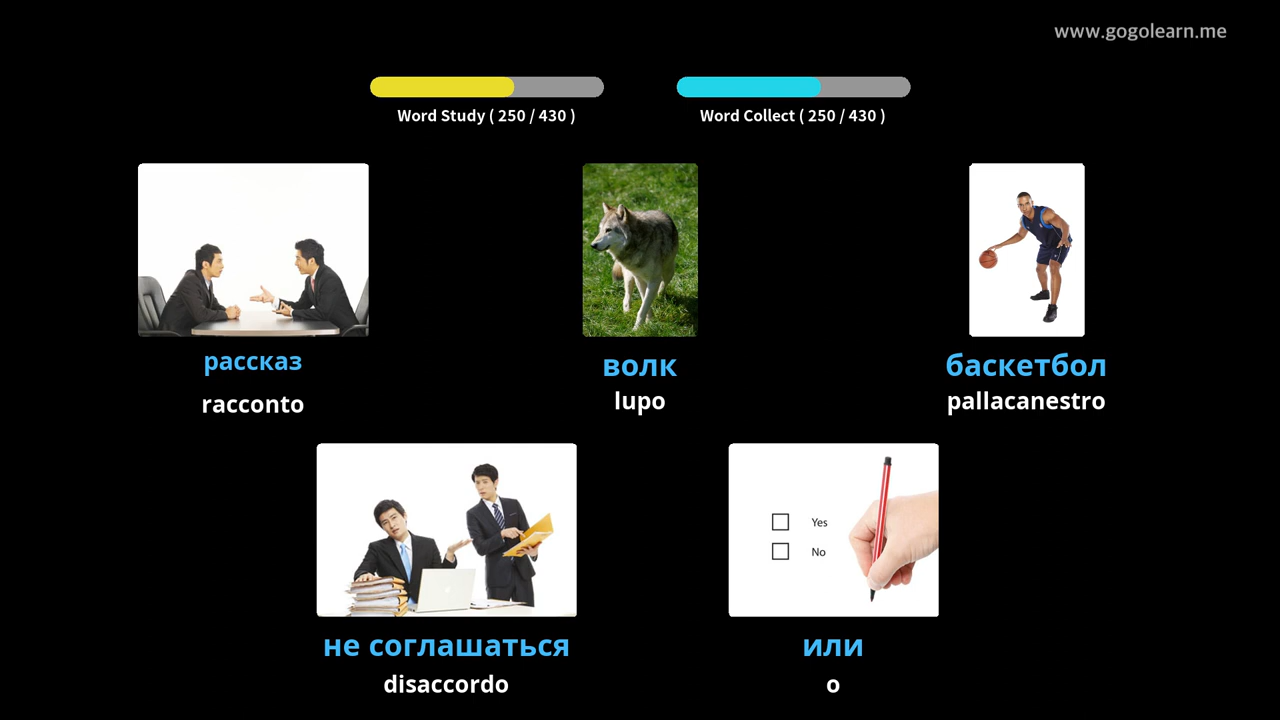 www.gogolearn.me
Word Study ( 250 / 430 )
Word Collect ( 250 / 430 )
рассказ
racconto
волк
lupo
баскетбол
pallacanestro
Yes
No
не соглашаться
disaccordo
или
o